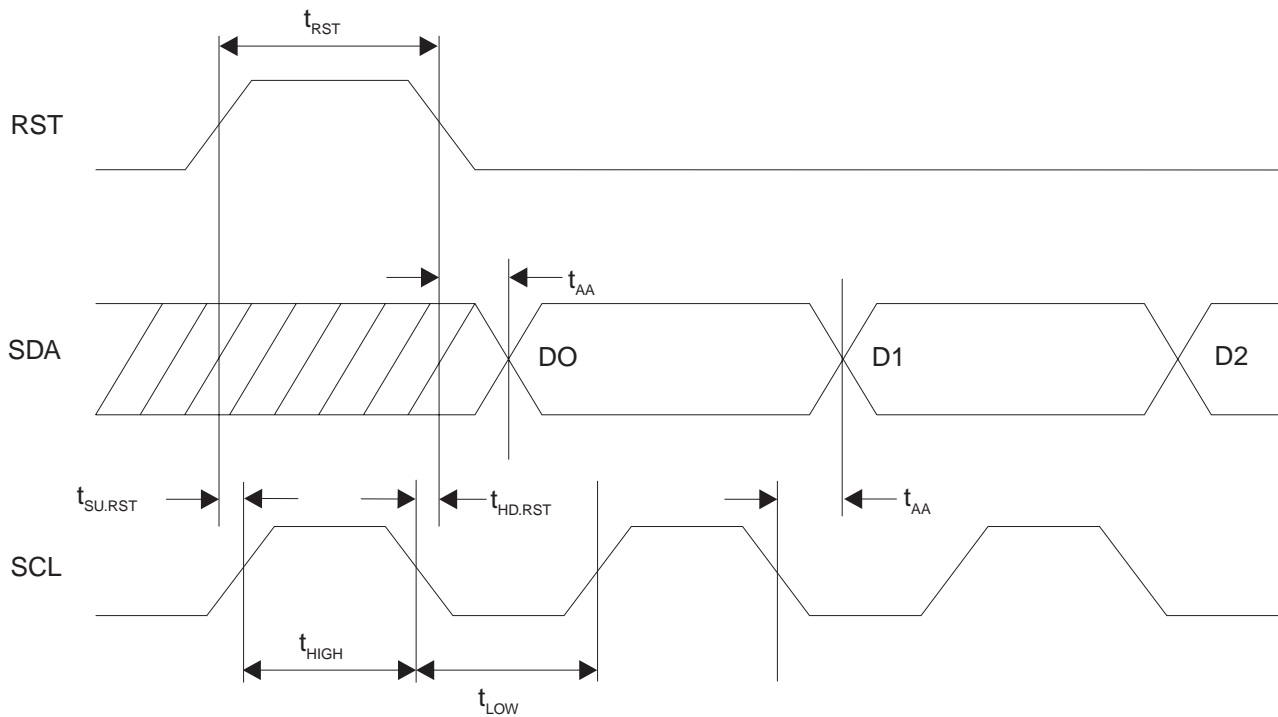 tRST
RST
tAA
SDA
DO
D1
D2
tSU.RST
tHD.RST
tAA
SCL
tHIGH
tLOW